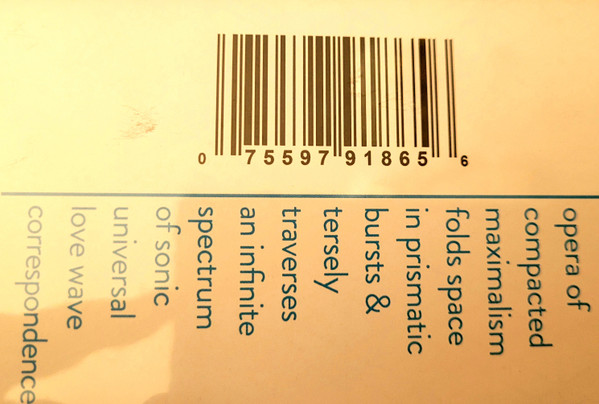 0 75597 91865 6
opera of
compacted
maximalism
folds space
in prismatic
bursts &
tersely
traverses
an infinite
spectrum
of sonic
universal
love wave
correspondence